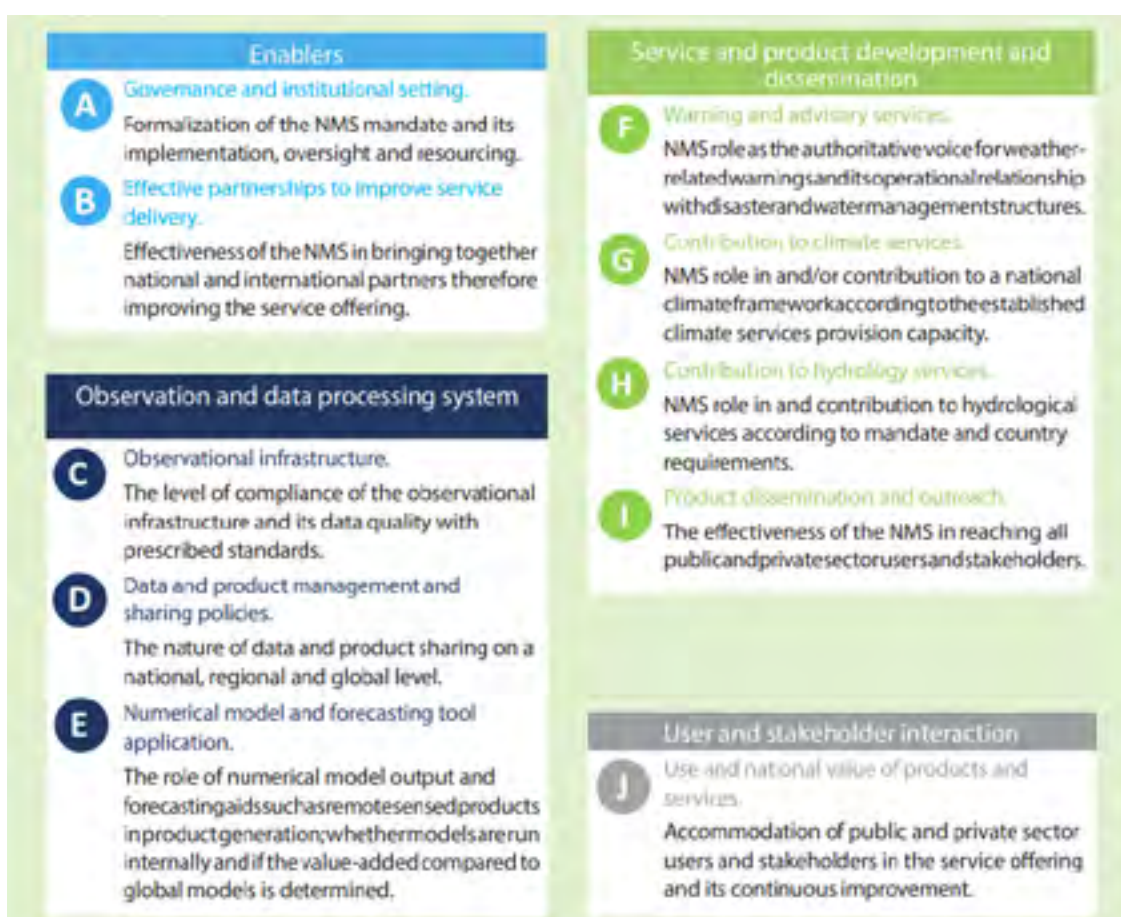 Enablers
A
Governance and institutional setting.
Formalization of the NMS mandate and its
implementation, oversight and resourcing.
B
Effective partnerships to improve service
delivery.
Effectiveness of the NMS in bringing together
national and international partners therefore
improving the service offering.
Observation and data processing system
C
Observational infrastructure.
The level of compliance of the observational
infrastructure and its data quality with
prescribed standards.
D
Data and product management and
sharing policies.
The nature of data and product sharing on a
national, regional and global level.
E
Numerical model and forecasting tool
application.
The role of numerical model output and
forecastingaidssuchasremotesensedproducts
inproductgeneration;whethermodelsarerun
internally and if the value-added compared to
global models is determined.
Service and product development and
dissemination
F
Warning and advisory services.
NMS role as the authoritative voice for weather-
relatedwarningsanditsoperationalrelationship
withdisasterandwatermanagementstructures.
G
Contribution to climate services.
NMS role in and/or contribution to a national
climateframeworkaccordingtotheestablished
climate services provision capacity.
H
Contribution to hydrology services.
NMS role in and contribution to hydrological
services according to mandate and country
requirements.
I
Product dissemination and outreach.
The effectiveness of the NMS in reaching all
publicandprivatesectorusersandstakeholders.
User and stakeholder interaction
J
Use and national value of products and
services.
Accommodation of public and private sector
users and stakeholders in the service offering
and its continuous improvement.